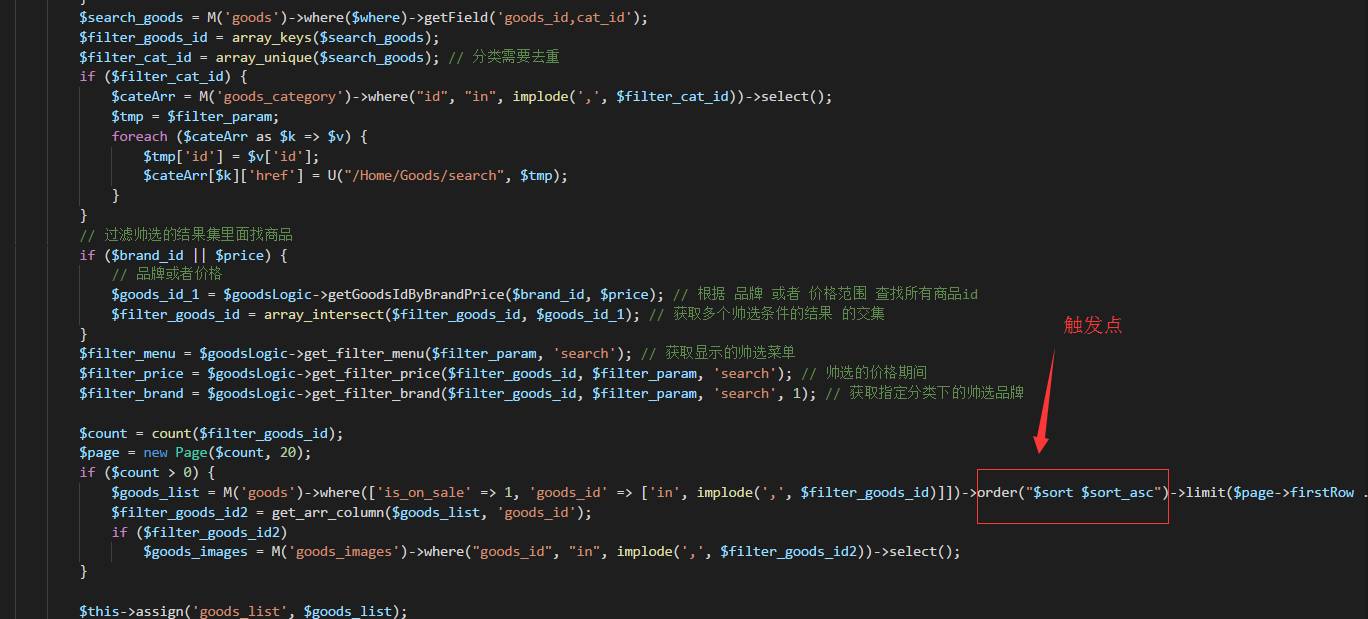 }
$search_goods = M('goods')->where($where)->getField('goods_id,cat_id');
$filter_goods_id = array_keys($search_goods);
$filter_cat_id = array_unique($search_goods); // 分类需要去重
if ($filter_cat_id) {
$cateArr = M('goods_category')->where("id", "in", implode(',', $filter_cat_id))->select();
$tmp = $filter_param;
foreach ($cateArr as $k => $v) {
$tmp['id'] = $v['id'];
$cateArr[$k]['href'] = U("/Home/Goods/search", $tmp);
}
}
// 过滤帅选的结果集里面找商品
if ($brand_id || $price) {
// 品牌或者价格
$goods_id_1 = $goodsLogic->getGoodsIdByBrandPrice($brand_id, $price); // 根据 品牌 或者 价格范围 查找所有商品id
$filter_goods_id = array_intersect($filter_goods_id, $goods_id_1); // 获取多个帅选条件的结果 的交集
}
触发点
$filter_menu = $goodsLogic->get_filter_menu($filter_param, 'search'); // 获取显示的帅选菜单
$filter_price = $goodsLogic->get_filter_price($filter_goods_id, $filter_param, 'search'); // 帅选的价格期间
$filter_brand = $goodsLogic->get_filter_brand($filter_goods_id, $filter_param, 'search', 1); // 获取指定分类下的帅选品牌
$count = count($filter_goods_id);
$page = new Page($count, 20);
if ($count > 0) {
$goods_list = M('goods')->where(['is_on_sale' => 1, 'goods_id' => ['in', implode(',', $filter_goods_id)]])->order("$sort $sort_asc")->limit($page->firstRow .
$filter_goods_id2 = get_arr_column($goods_list, 'goods_id');
if ($filter_goods_id2)
$goods_images = M('goods_images')->where("goods_id", "in", implode(',', $filter_goods_id2))->select();
}
$this->assign('goods_list', $goods_list);